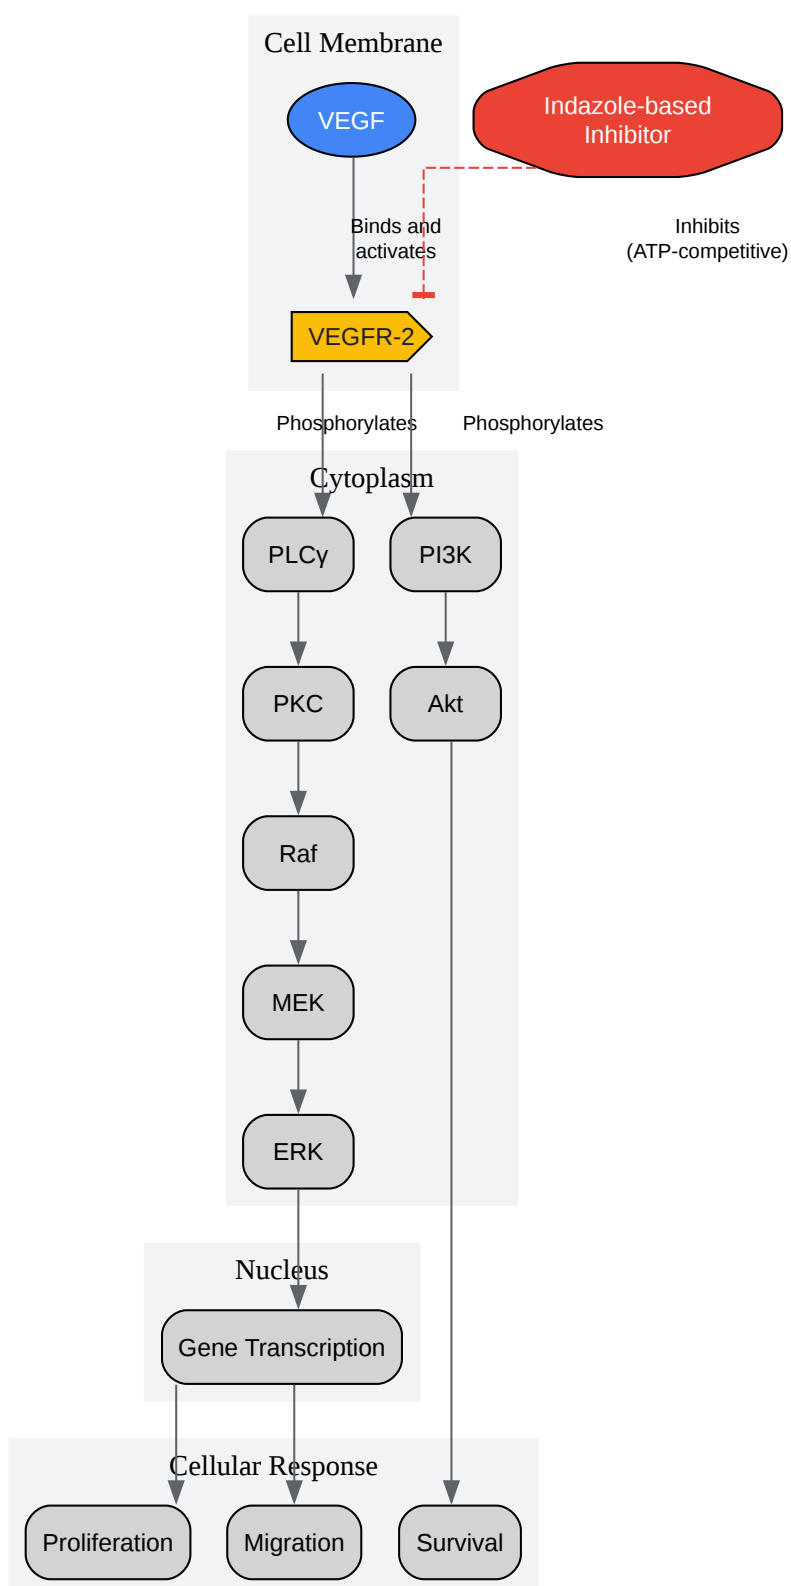 Cell Membrane
VEGF
Indazole-based
Inhibitor
Binds and
activates
Inhibits
(ATP-competitive)
VEGFR-2
Phosphorylates
Phosphorylates
Cytoplasm
PLCγ
PI3K
PKC
Akt
Raf
MEK
ERK
Nucleus
Gene Transcription
Cellular Response
Proliferation
Migration
Survival